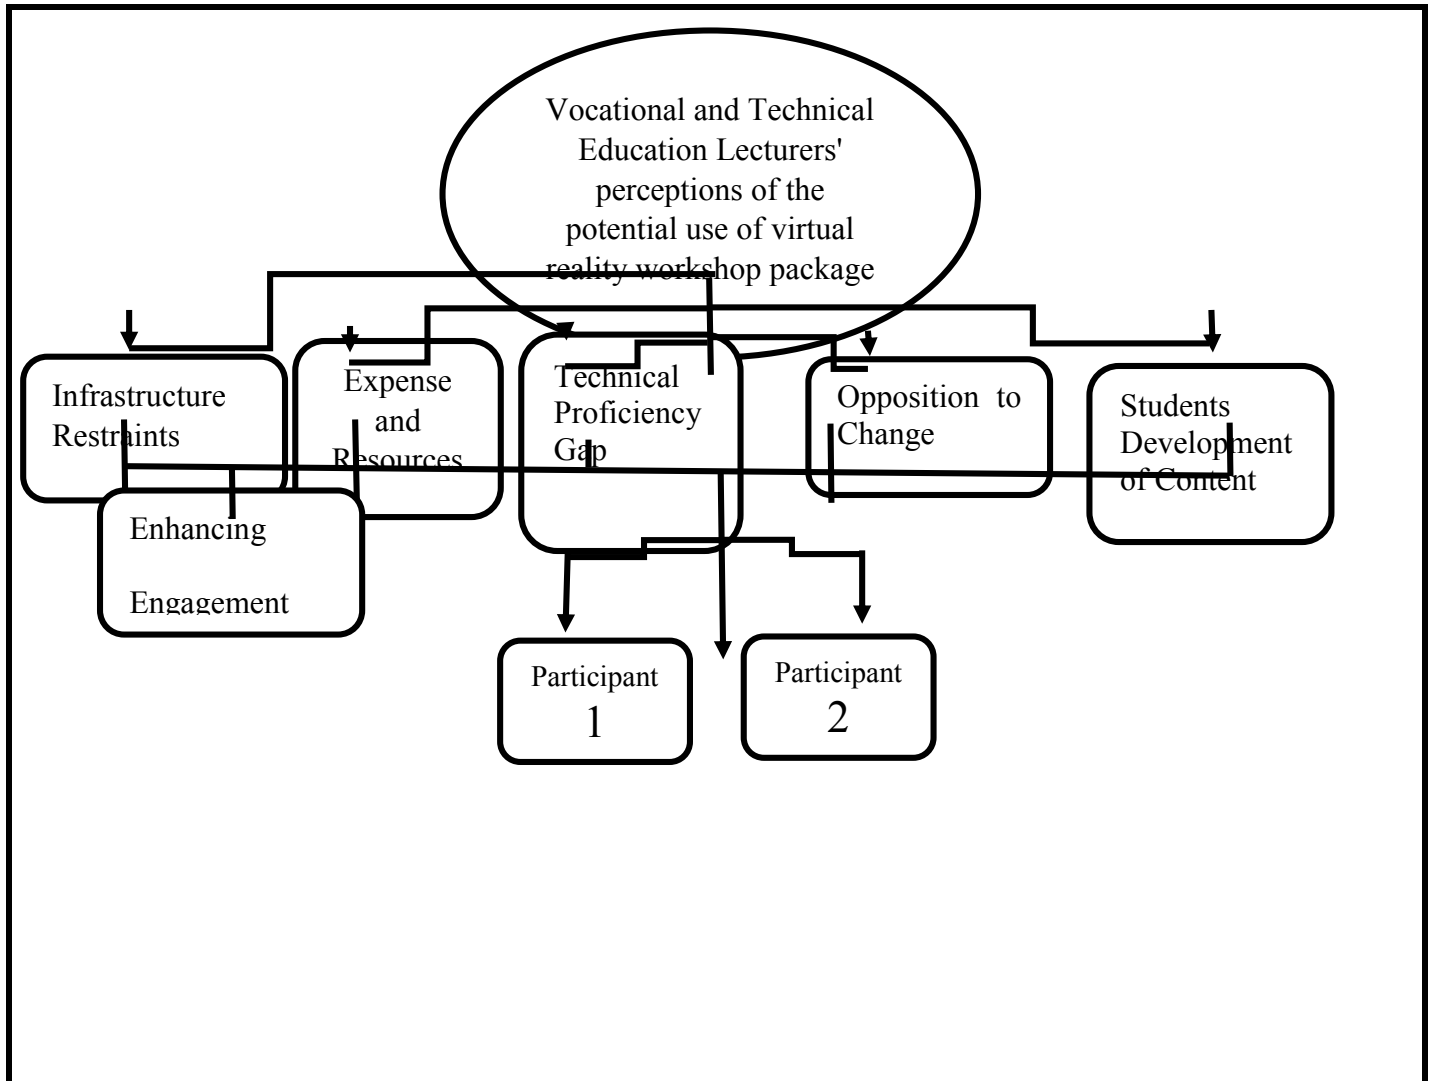 Vocational and Technical
Education Lecturers'
perceptions of the
potential use of virtual
reality workshop package
Infrastructure
Restraints
Expense
and
Resources
Technical
Proficiency
Gap
Opposition to
Change
Students
Development
of Content
Enhancing
Engagement
Participant
1
Participant
2